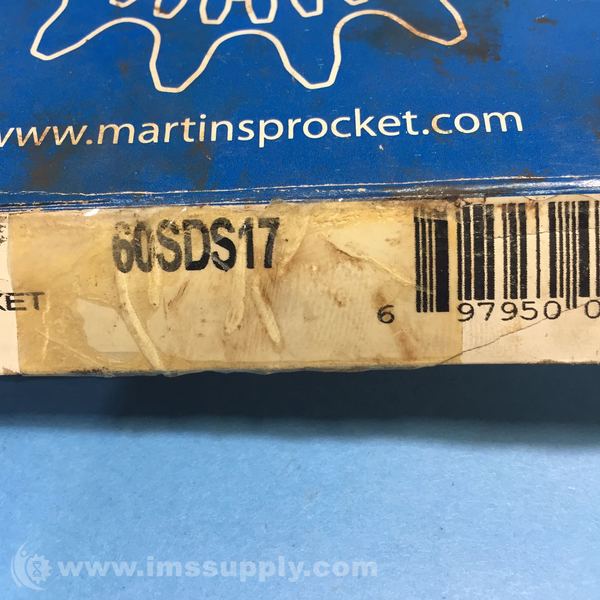 www.martinsprocket.com
60SDS17
KET
6 97950 0
www.imssupply.com